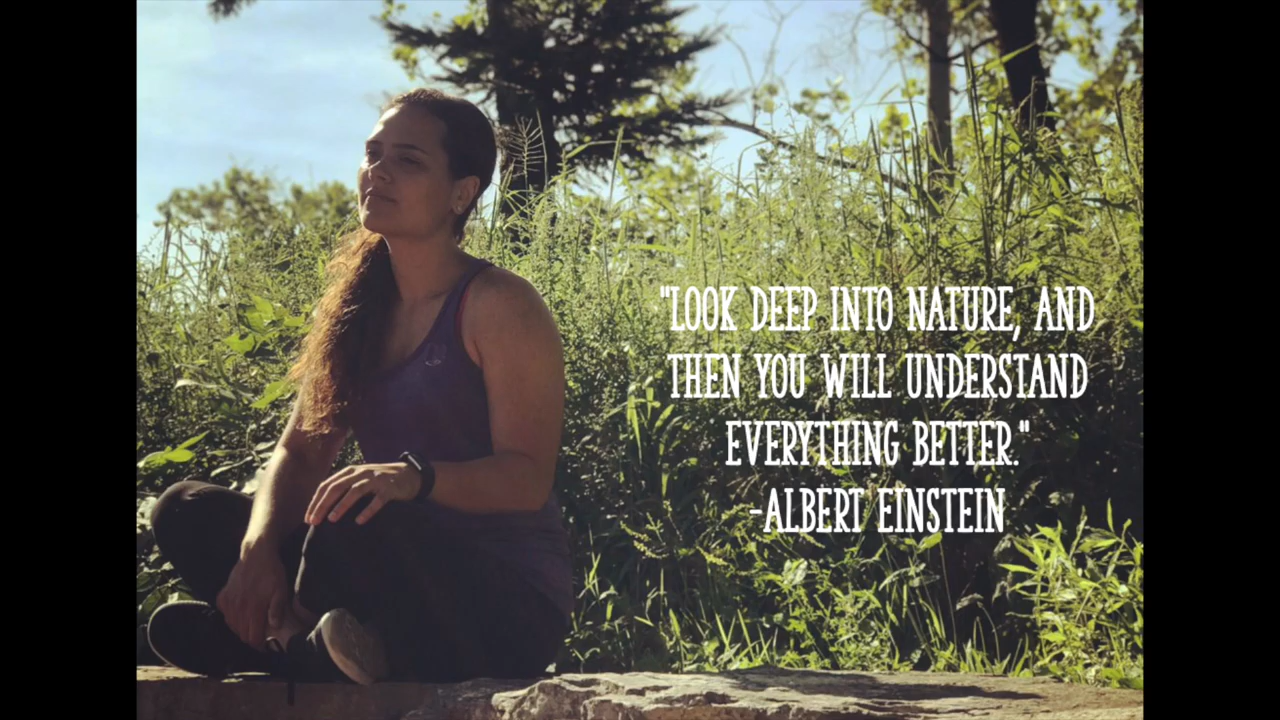 "LOOK DEEP INTO NATURE, AND
THEN YOU WILL UNDERSTAND
EVERYTHING BETTER."
-ALBERT EINSTEIN